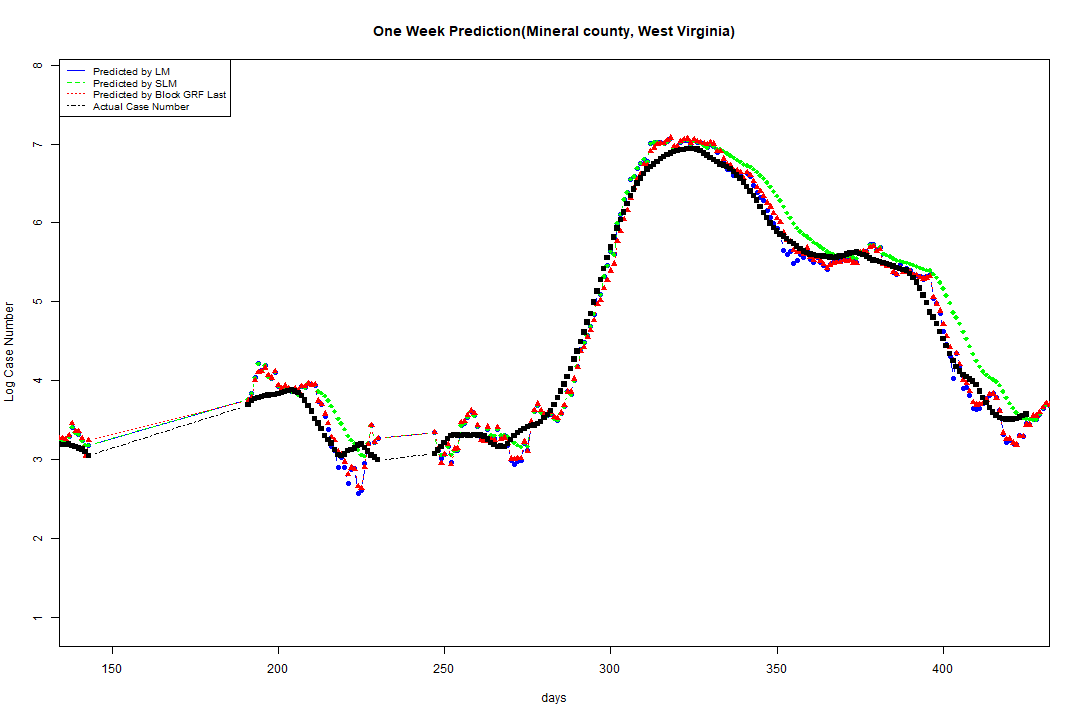 One Week Prediction(Mineral county, West Virginia)
Predicted by LM
Predicted by SLM
Predicted by Block GRF Last
Actual Case Number
8
7
6
5
4
3
2
1
Log Case Number
150 200 250 300 350 400
days